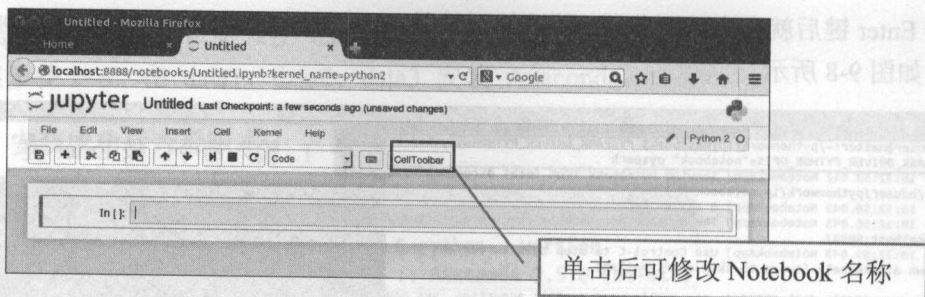 Untitled - Mozilla Firefox
Home × Untitled × +
localhost:8888/notebooks/Untitled.ipynb?kernel_name=python2 Google
jupyter Untitled Last Checkpoint: a few seconds ago (unsaved changes)
File Edit View Insert Cell Kernel Help Python 2
Code CellToolbar
In [ ]:
单击后可修改 Notebook 名称